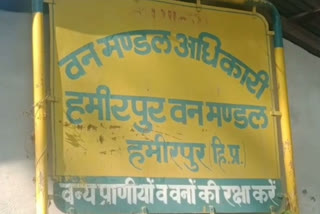 वन मण्डल अधिकारी
हमीरपुर वन मण्डल
हमीरपुर हि.प्र.
वन्य प्राणीयों व वनों की रक्षा करें